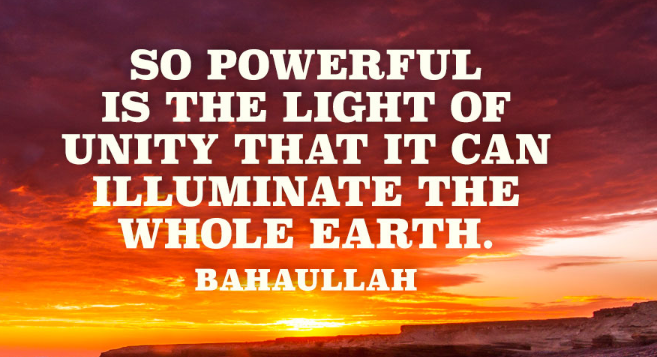 SO POWERFUL
IS THE LIGHT OF
UNITY THAT IT CAN
ILLUMINATE THE
WHOLE EARTH.
BAHAULLAH